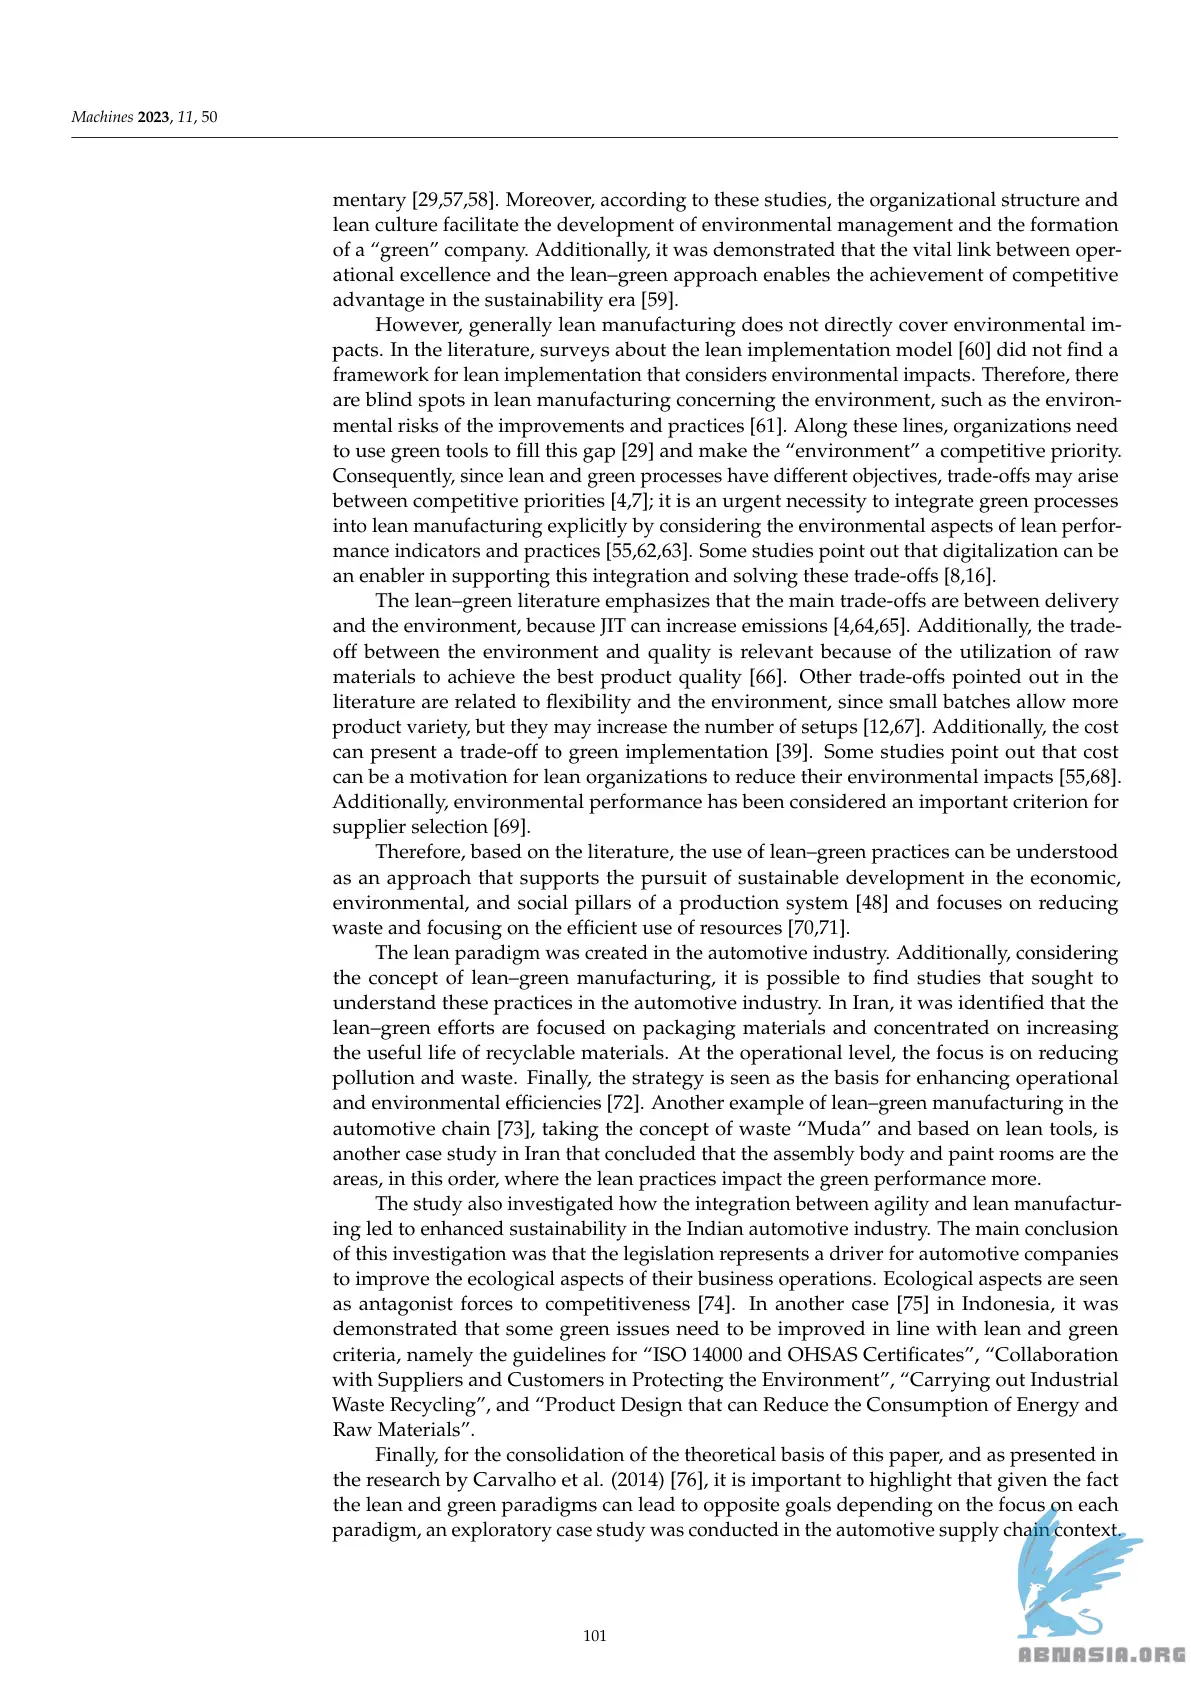 Machines 2023, 11, 50
mentary [29,57,58]. Moreover, according to these studies, the organizational structure and
lean culture facilitate the development of environmental management and the formation
of a “green” company. Additionally, it was demonstrated that the vital link between oper-
ational excellence and the lean–green approach enables the achievement of competitive
advantage in the sustainability era [59].
However, generally lean manufacturing does not directly cover environmental im-
pacts. In the literature, surveys about the lean implementation model [60] did not find a
framework for lean implementation that considers environmental impacts. Therefore, there
are blind spots in lean manufacturing concerning the environment, such as the environ-
mental risks of the improvements and practices [61]. Along these lines, organizations need
to use green tools to fill this gap [29] and make the “environment” a competitive priority.
Consequently, since lean and green processes have different objectives, trade-offs may arise
between competitive priorities [4,7]; it is an urgent necessity to integrate green processes
into lean manufacturing explicitly by considering the environmental aspects of lean perfor-
mance indicators and practices [55,62,63]. Some studies point out that digitalization can be
an enabler in supporting this integration and solving these trade-offs [8,16].
The lean–green literature emphasizes that the main trade-offs are between delivery
and the environment, because JIT can increase emissions [4,64,65]. Additionally, the trade-
off between the environment and quality is relevant because of the utilization of raw
materials to achieve the best product quality [66]. Other trade-offs pointed out in the
literature are related to flexibility and the environment, since small batches allow more
product variety, but they may increase the number of setups [12,67]. Additionally, the cost
can present a trade-off to green implementation [39]. Some studies point out that cost
can be a motivation for lean organizations to reduce their environmental impacts [55,68].
Additionally, environmental performance has been considered an important criterion for
supplier selection [69].
Therefore, based on the literature, the use of lean–green practices can be understood
as an approach that supports the pursuit of sustainable development in the economic,
environmental, and social pillars of a production system [48] and focuses on reducing
waste and focusing on the efficient use of resources [70,71].
The lean paradigm was created in the automotive industry. Additionally, considering
the concept of lean–green manufacturing, it is possible to find studies that sought to
understand these practices in the automotive industry. In Iran, it was identified that the
lean–green efforts are focused on packaging materials and concentrated on increasing
the useful life of recyclable materials. At the operational level, the focus is on reducing
pollution and waste. Finally, the strategy is seen as the basis for enhancing operational
and environmental efficiencies [72]. Another example of lean–green manufacturing in the
automotive chain [73], taking the concept of waste “Muda” and based on lean tools, is
another case study in Iran that concluded that the assembly body and paint rooms are the
areas, in this order, where the lean practices impact the green performance more.
The study also investigated how the integration between agility and lean manufactur-
ing led to enhanced sustainability in the Indian automotive industry. The main conclusion
of this investigation was that the legislation represents a driver for automotive companies
to improve the ecological aspects of their business operations. Ecological aspects are seen
as antagonist forces to competitiveness [74]. In another case [75] in Indonesia, it was
demonstrated that some green issues need to be improved in line with lean and green
criteria, namely the guidelines for “ISO 14000 and OHSAS Certificates”, “Collaboration
with Suppliers and Customers in Protecting the Environment”, “Carrying out Industrial
Waste Recycling”, and “Product Design that can Reduce the Consumption of Energy and
Raw Materials”.
Finally, for the consolidation of the theoretical basis of this paper, and as presented in
the research by Carvalho et al. (2014) [76], it is important to highlight that given the fact
the lean and green paradigms can lead to opposite goals depending on the focus on each
paradigm, an exploratory case study was conducted in the automotive supply chain context.
101
ABNASIA.ORG